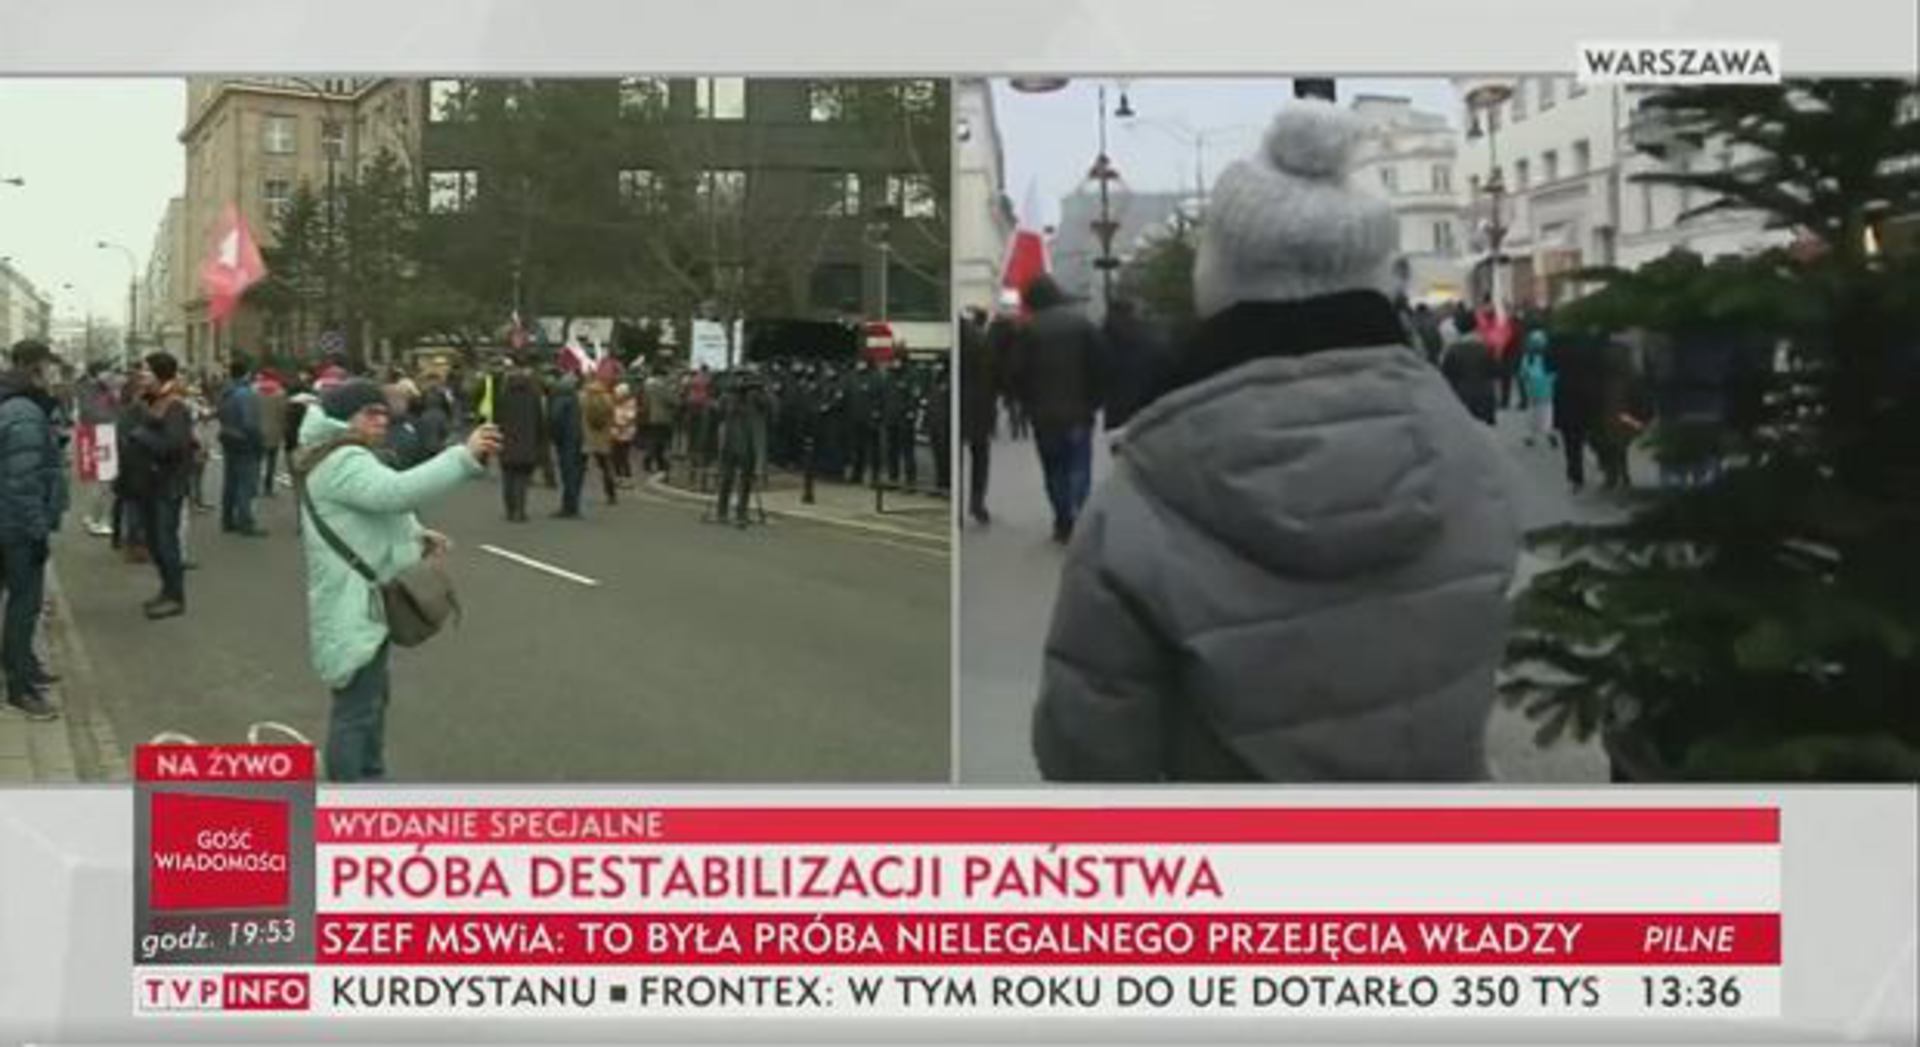 WARSZAWA
NA ŻYWO
GOŚĆ
WIADOMOŚCI
godz. 19:53
WYDANIE SPECJALNE
PRÓBA DESTABILIZACJI PAŃSTWA
SZEF MSWiA: TO BYŁA PRÓBA NIELEGALNEGO PRZEJĘCIA WŁADZY PILNE
TVP INFO KURDYSTANU ■ FRONTEX: W TYM ROKU DO UE DOTARŁO 350 TYS 13:36